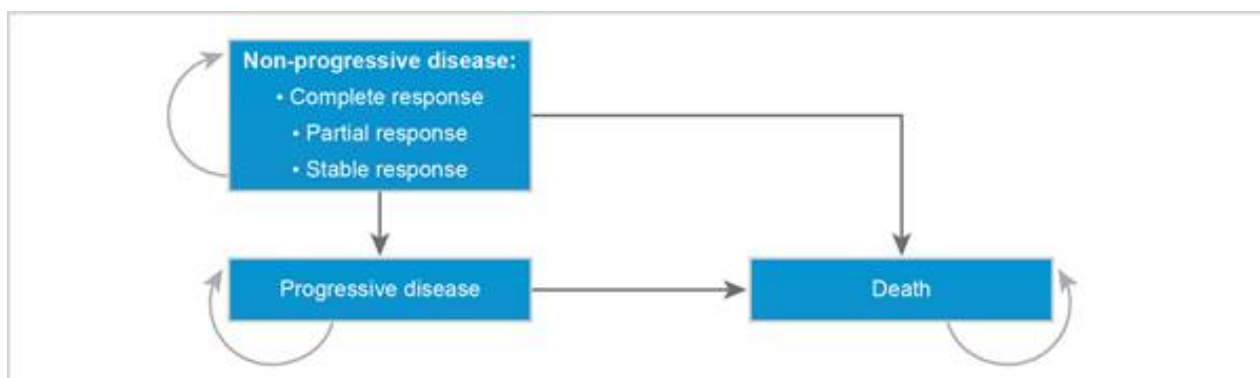 Non-progressive disease:
• Complete response
• Partial response
• Stable response
Progressive disease
Death